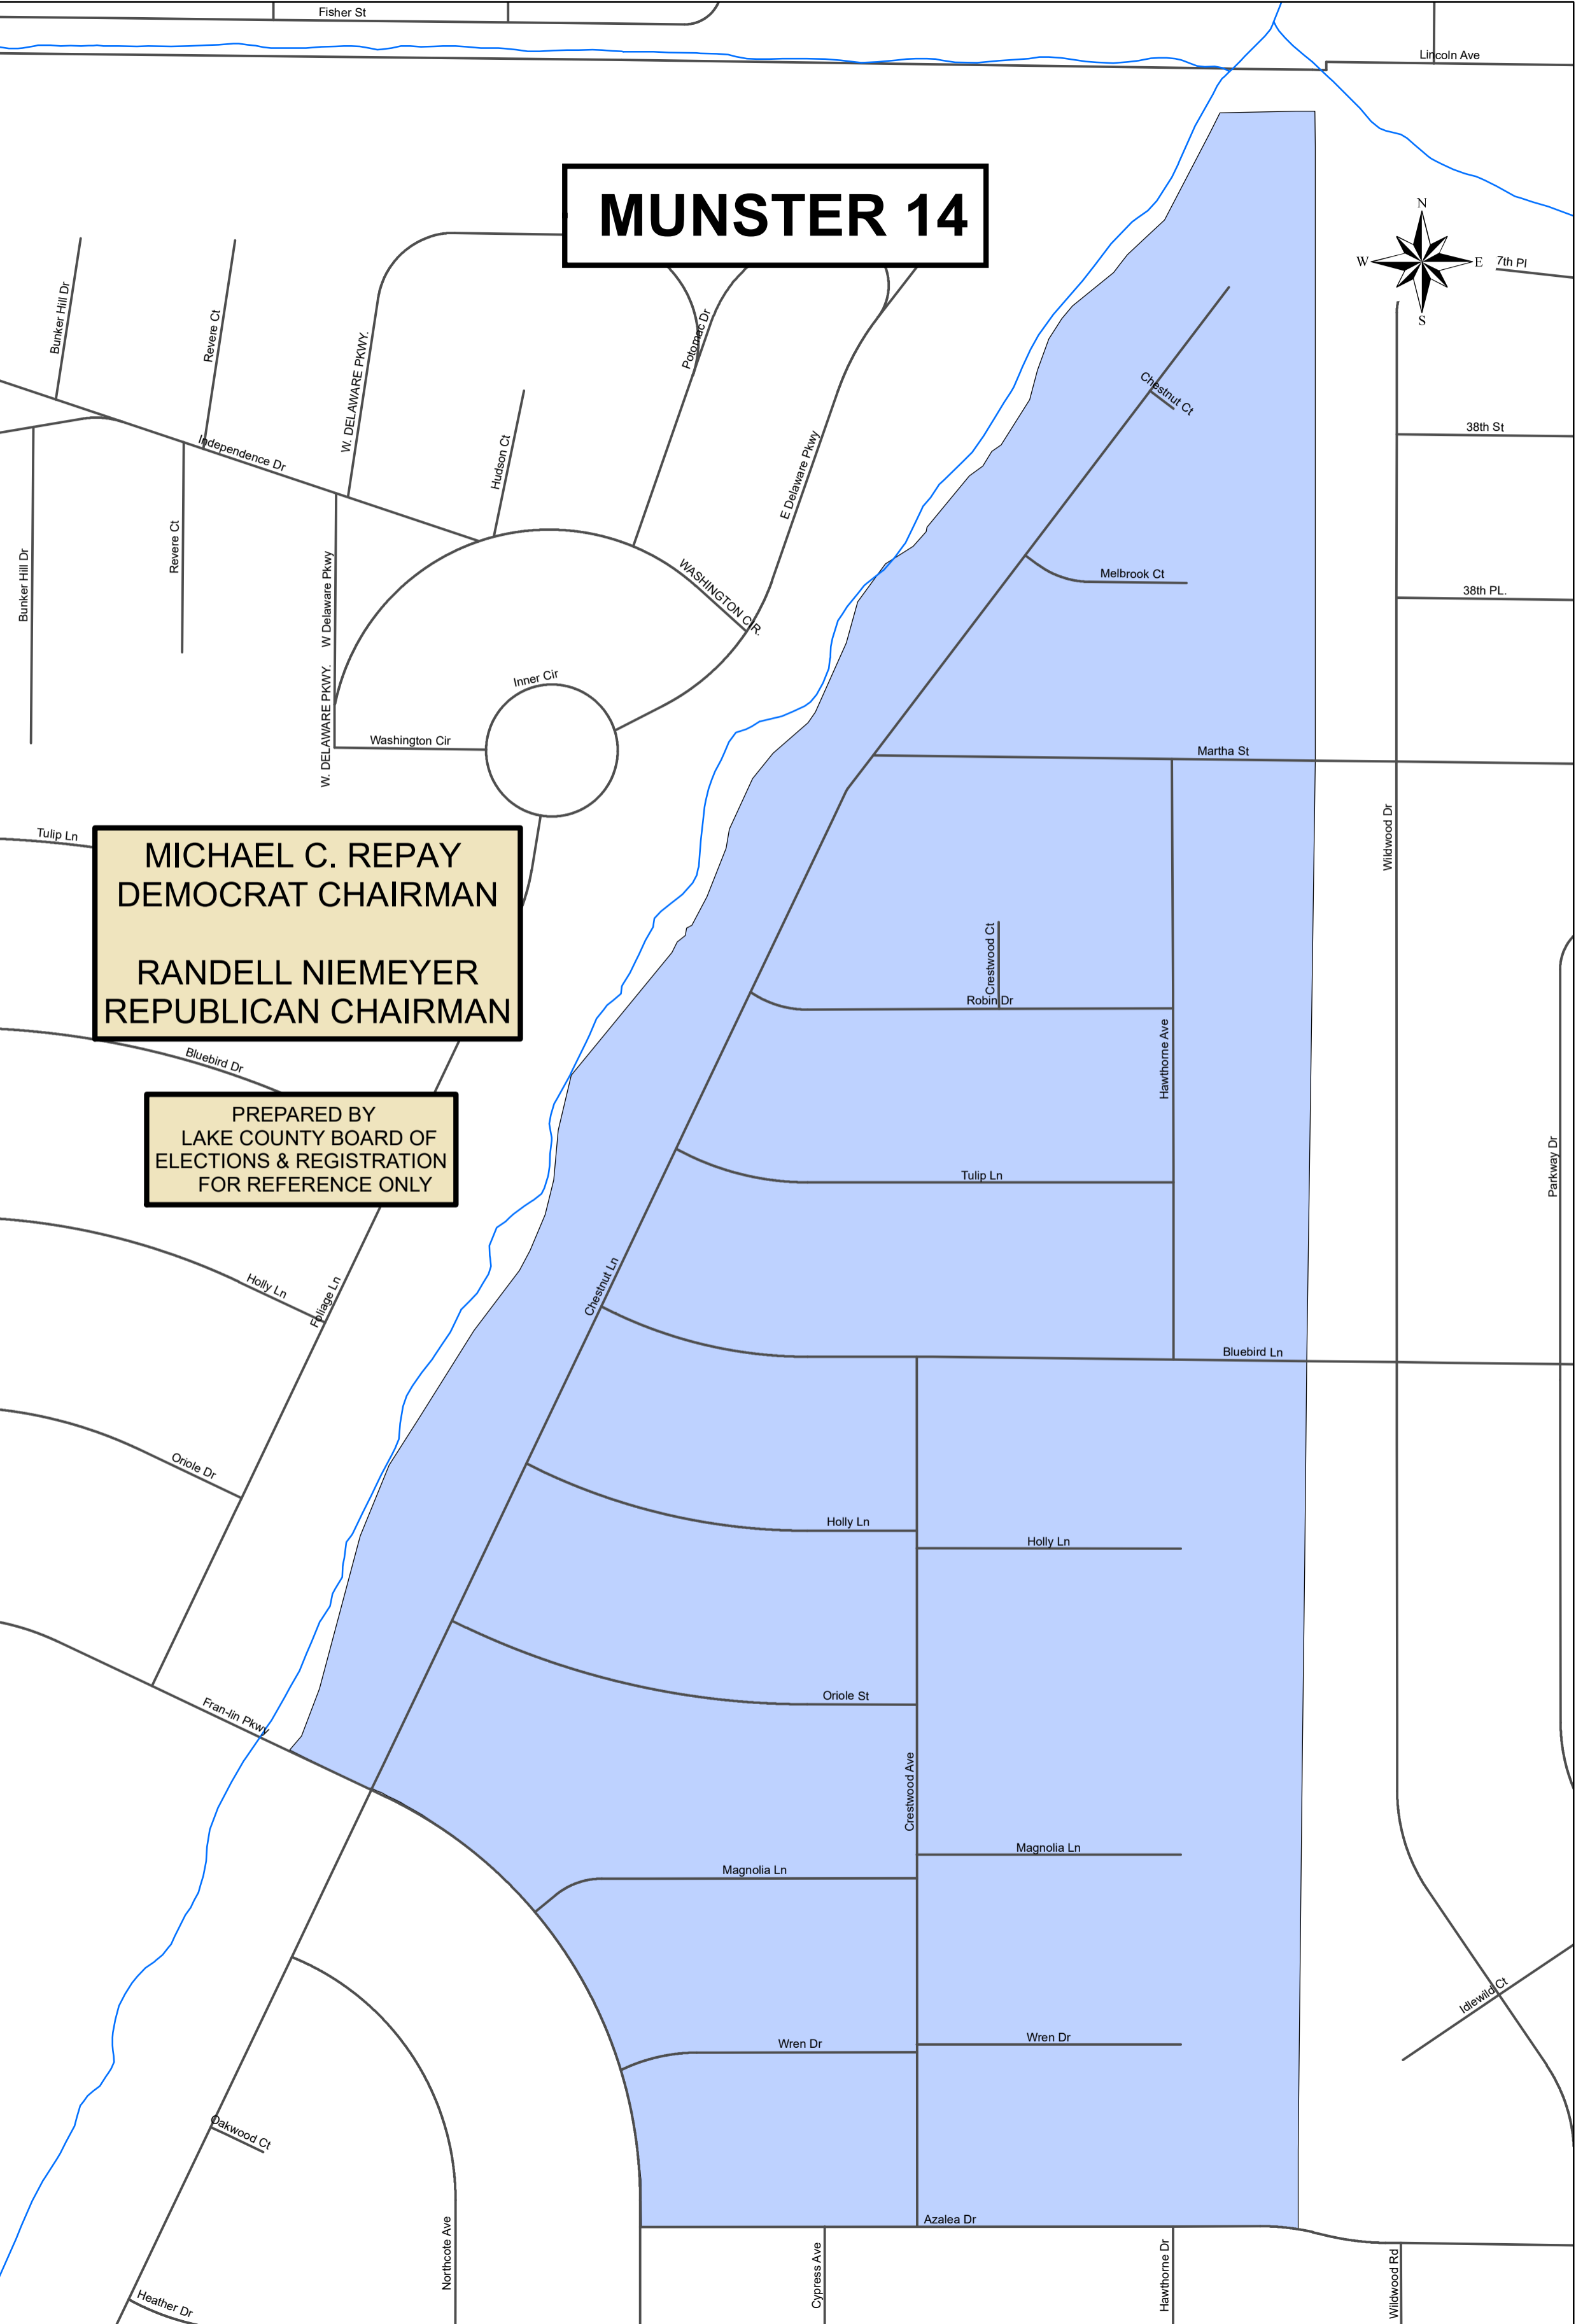 Fisher St
Lincoln Ave
MUNSTER 14
N
W
E
S
7th Pl
Bunker Hill Dr
Revere Ct
W. DELAWARE PKWY.
Potomac Dr
Chestnut Ct
38th St
Independence Dr
Hudson Ct
E Delaware Pkwy
Bunker Hill Dr
Revere Ct
W Delaware Pkwy
WASHINGTON CIR.
Melbrook Ct
38th PL.
Inner Cir
W. DELAWARE PKWY.
Washington Cir
Martha St
Wildwood Dr
Tulip Ln
MICHAEL C. REPAY
DEMOCRAT CHAIRMAN
RANDELL NIEMEYER
REPUBLICAN CHAIRMAN
Crestwood Ct
Robin Dr
Hawthorne Ave
Bluebird Dr
PREPARED BY
LAKE COUNTY BOARD OF
ELECTIONS & REGISTRATION
FOR REFERENCE ONLY
Tulip Ln
Parkway Dr
Holly Ln
Foliage Ln
Chestnut Ln
Bluebird Ln
Oriole Dr
Holly Ln
Holly Ln
Fran-lin Pkwy
Oriole St
Crestwood Ave
Magnolia Ln
Magnolia Ln
Idlewild Ct
Wren Dr
Wren Dr
Oakwood Ct
Azalea Dr
Northcote Ave
Cypress Ave
Hawthorne Dr
Wildwood Rd
Heather Dr